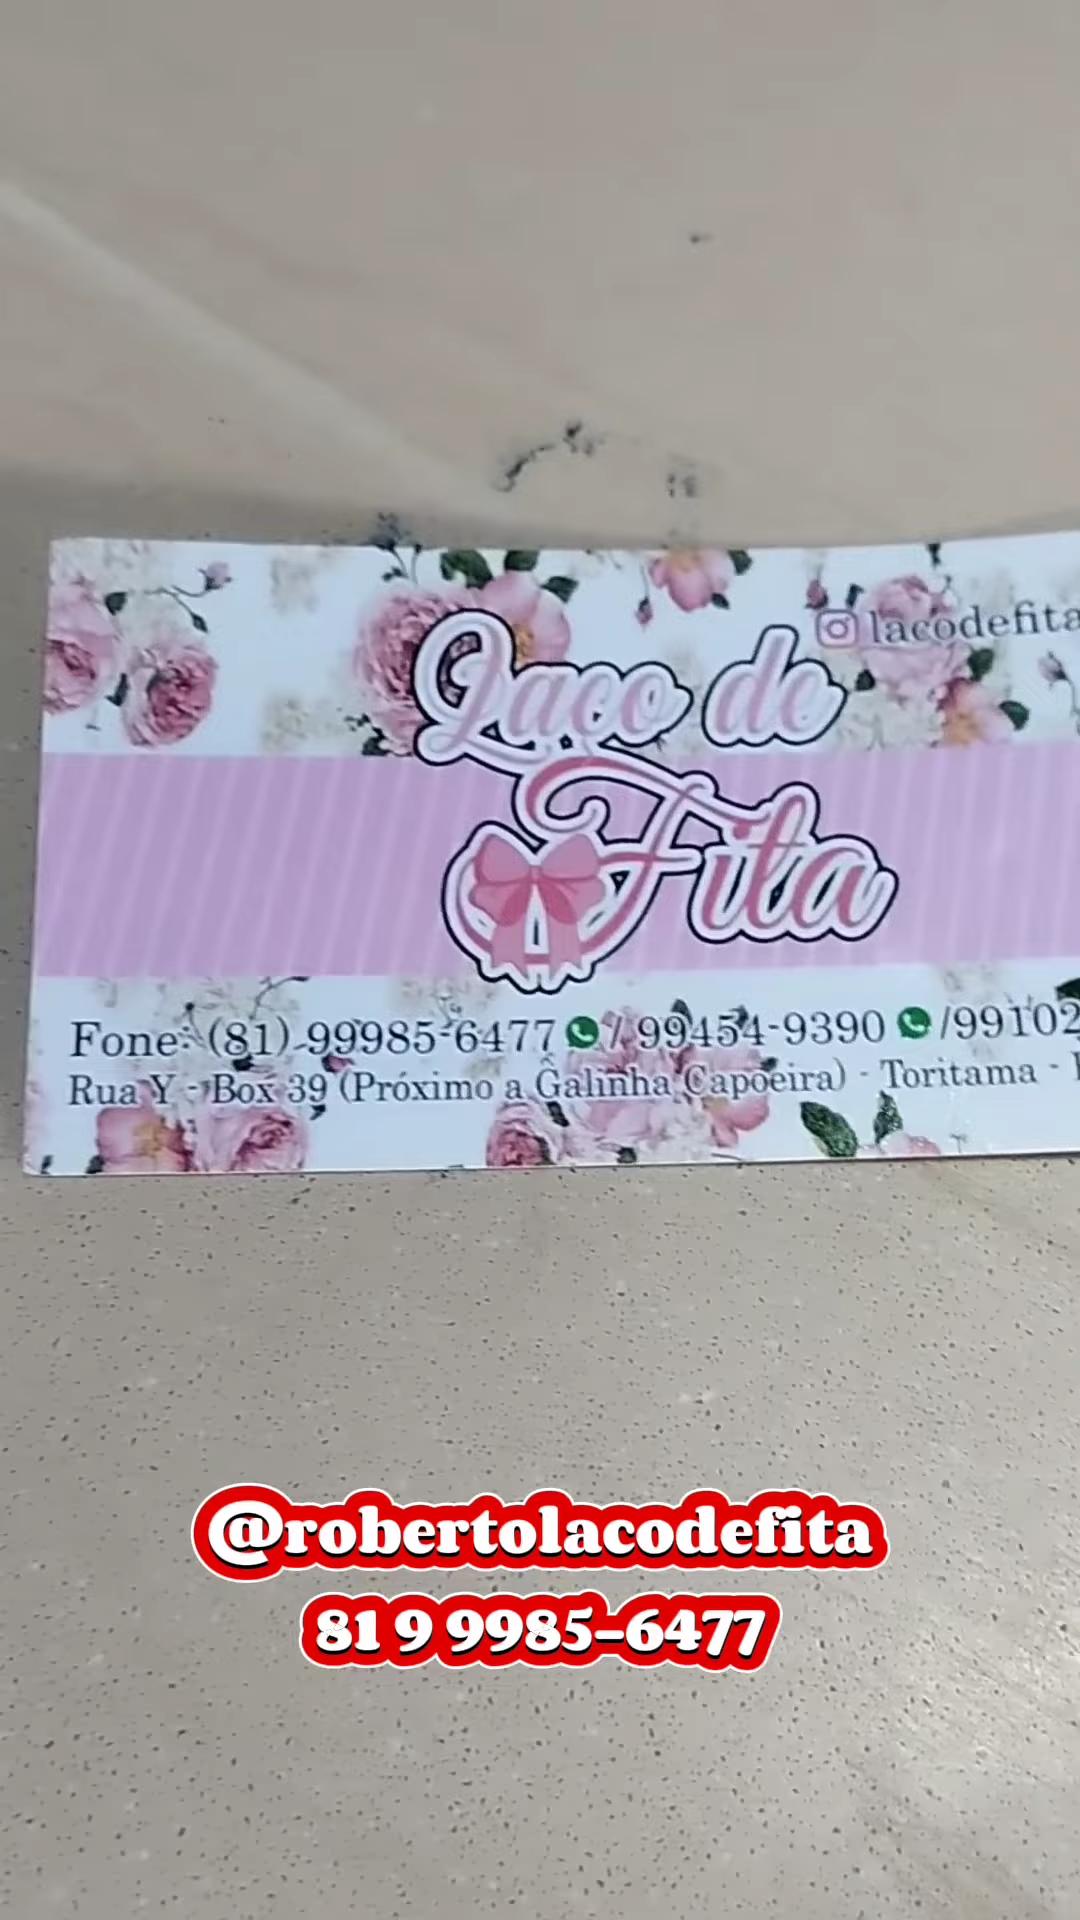 lacodefita
Laço de
Fita
Fone: (81) 99985-6477 / 99454-9390 /99102
Rua Y - Box 39 (Próximo a Galinha Capoeira) - Toritama -
@robertolacodefita
81 9 9985-6477